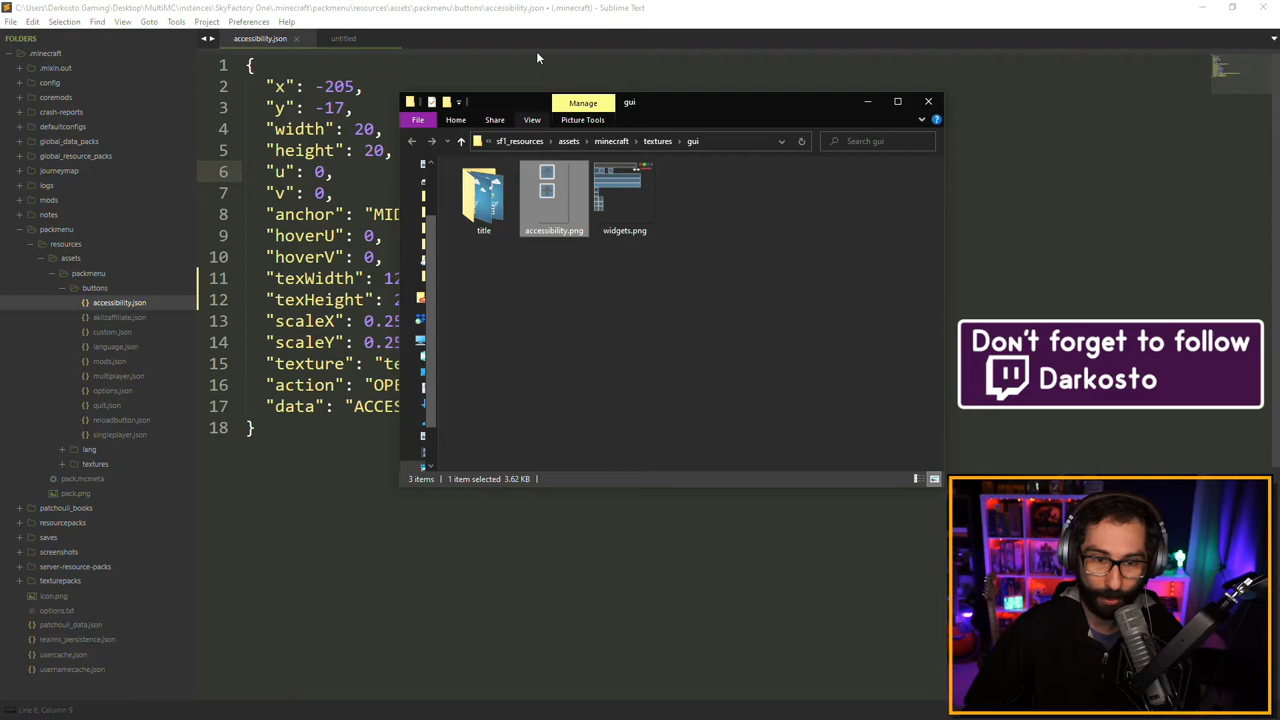 C:\Users\Darkosto Gaming\Desktop\MultiMC\instances\SkyFactory One\.minecraft\packmenu\resources\assets\packmenu\buttons\accessibility.json • (.minecraft) - Sublime Text
File Edit Selection Find View Goto Tools Project Preferences Help
FOLDERS
.minecraft
.mixin.out
config
coremods
crash-reports
defaultconfigs
global_data_packs
global_resource_packs
journeymap
logs
mods
notes
packmenu
resources
assets
packmenu
buttons
accessibility.json
aklizaffiliate.json
custom.json
language.json
mods.json
multiplayer.json
options.json
quit.json
reloadbutton.json
singleplayer.json
lang
textures
pack.mcmeta
pack.png
patchouli_books
resourcepacks
saves
screenshots
server-resource-packs
texturepacks
icon.png
options.txt
patchouli_data.json
realms_persistence.json
usercache.json
usernamecache.json
accessibility.json untitled
1 {
2 "x": -205,
3 "y": -17,
4 "width": 20,
5 "height": 20,
6 "u": 0,
7 "v": 0,
8 "anchor": "MID
9 "hoverU": 0,
10 "hoverV": 0,
11 "texWidth": 12
12 "texHeight": 2
13 "scaleX": 0.25
14 "scaleY": 0.25
15 "texture": "te
16 "action": "OPE
17 "data": "ACCES
18 }
Manage gui
File Home Share View Picture Tools
« sf1_resources › assets › minecraft › textures › gui
Search gui
title accessibility.png widgets.png
3 items 1 item selected 3.62 KB
Don't forget to follow
Darkosto
Line 6, Column 9